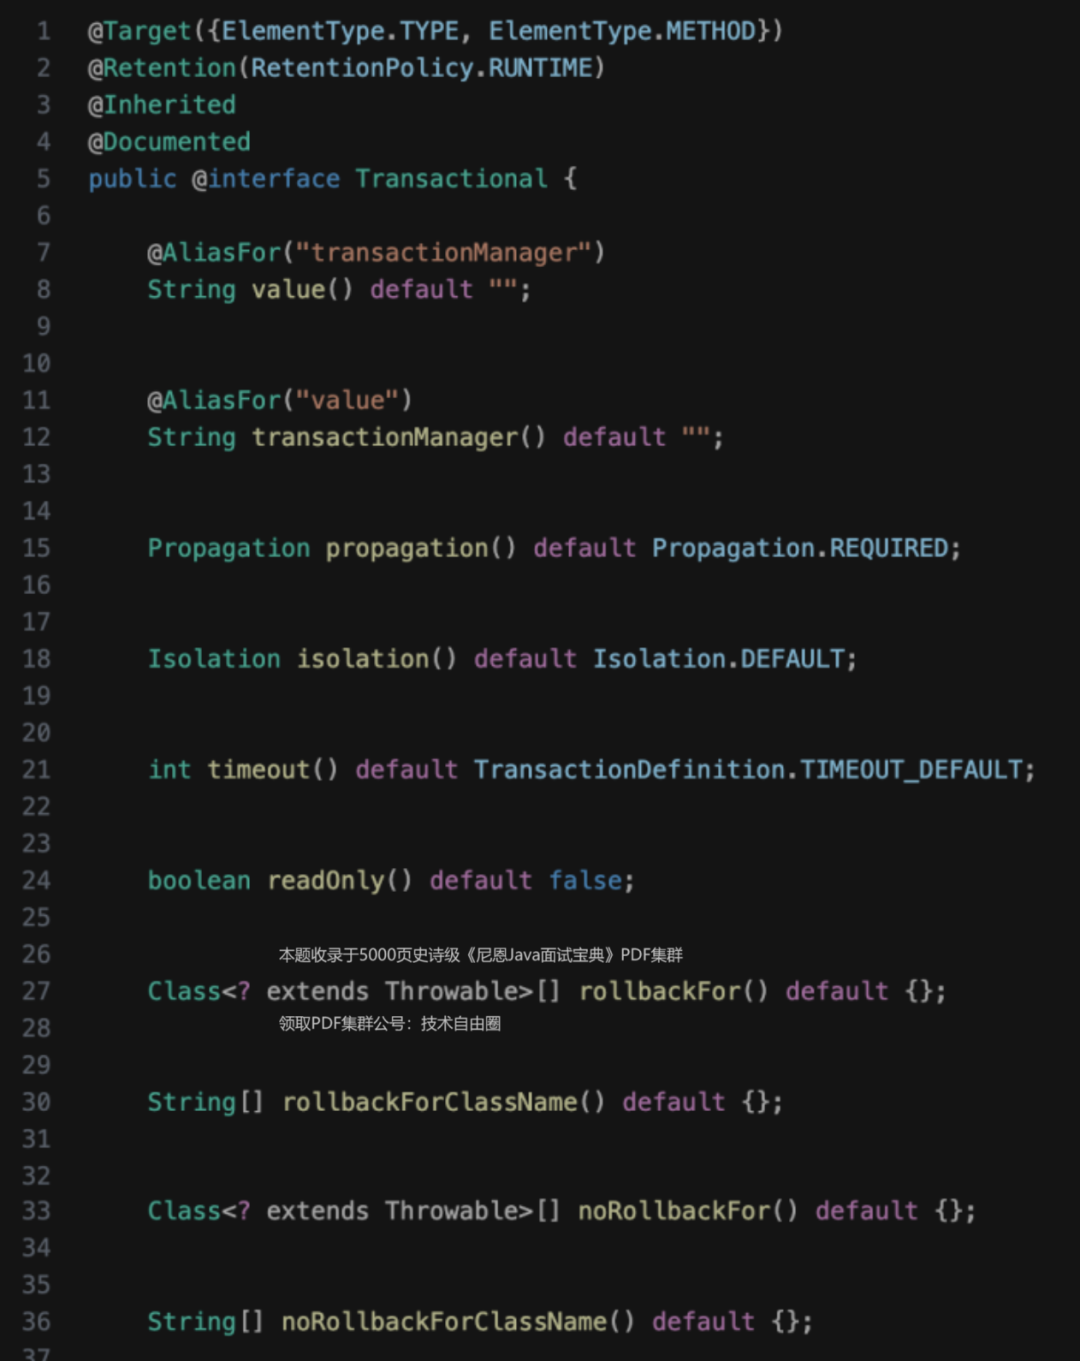 1 @Target({ElementType.TYPE, ElementType.METHOD})
2 @Retention(RetentionPolicy.RUNTIME)
3 @Inherited
4 @Documented
5 public @interface Transactional {
6
7 @AliasFor("transactionManager")
8 String value() default "";
9
10
11 @AliasFor("value")
12 String transactionManager() default "";
13
14
15 Propagation propagation() default Propagation.REQUIRED;
16
17
18 Isolation isolation() default Isolation.DEFAULT;
19
20
21 int timeout() default TransactionDefinition.TIMEOUT_DEFAULT;
22
23
24 boolean readOnly() default false;
25
26 本题收录于5000页史诗级《尼恩Java面试宝典》PDF集群
27 Class<? extends Throwable>[] rollbackFor() default {};
28 领取PDF集群公号：技术自由圈
29
30 String[] rollbackForClassName() default {};
31
32
33 Class<? extends Throwable>[] noRollbackFor() default {};
34
35
36 String[] noRollbackForClassName() default {};
37